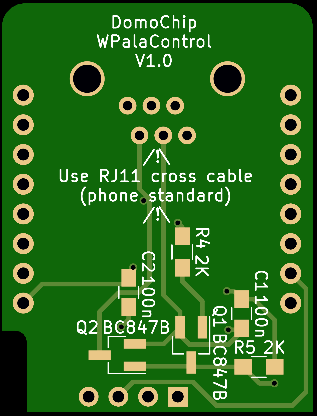 DomoChip
WPalaControl
V1.0
/!\
Use RJ11 cross cable
(phone standard)
/!\
R4 2K
C2 100n
C1 100n
Q2 BC847B
Q1 BC847B
R5 2K